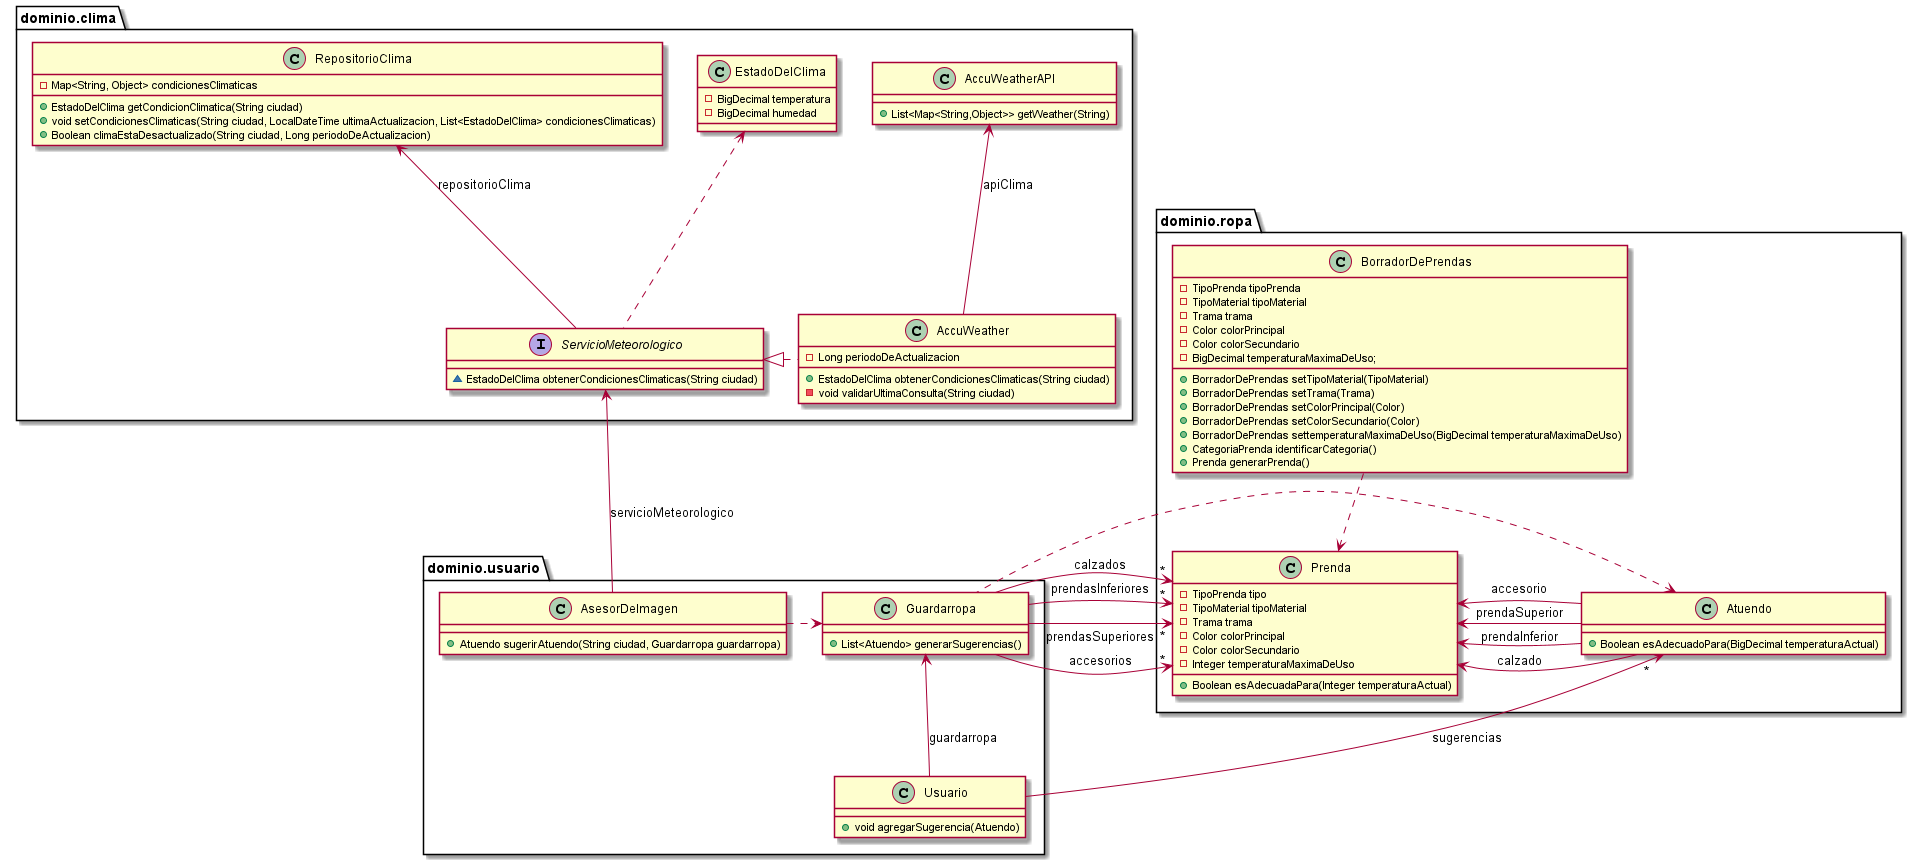 dominio.clima
C RepositorioClima
Map<String, Object> condicionesClimaticas
EstadoDelClima getCondicionClimatica(String ciudad)
void setCondicionesClimaticas(String ciudad, LocalDateTime ultimaActualizacion, List<EstadoDelClima> condicionesClimaticas)
Boolean climaEstaDesactualizado(String ciudad, Long periodoDeActualizacion)
C EstadoDelClima
BigDecimal temperatura
BigDecimal humedad
C AccuWeatherAPI
List<Map<String,Object>> getWeather(String)
repositorioClima
apiClima
I ServicioMeteorologico
EstadoDelClima obtenerCondicionesClimaticas(String ciudad)
C AccuWeather
Long periodoDeActualizacion
EstadoDelClima obtenerCondicionesClimaticas(String ciudad)
void validarUltimaConsulta(String ciudad)
dominio.ropa
C BorradorDePrendas
TipoPrenda tipoPrenda
TipoMaterial tipoMaterial
Trama trama
Color colorPrincipal
Color colorSecundario
BigDecimal temperaturaMaximaDeUso;
BorradorDePrendas setTipoMaterial(TipoMaterial)
BorradorDePrendas setTrama(Trama)
BorradorDePrendas setColorPrincipal(Color)
BorradorDePrendas setColorSecundario(Color)
BorradorDePrendas settemperaturaMaximaDeUso(BigDecimal temperaturaMaximaDeUso)
CategoriaPrenda identificarCategoria()
Prenda generarPrenda()
servicioMeteorologico
dominio.usuario
C AsesorDeImagen
Atuendo sugerirAtuendo(String ciudad, Guardarropa guardarropa)
C Guardarropa
List<Atuendo> generarSugerencias()
calzados *
prendasInferiores *
prendasSuperiores *
accesorios *
C Prenda
TipoPrenda tipo
TipoMaterial tipoMaterial
Trama trama
Color colorPrincipal
Color colorSecundario
Integer temperaturaMaximaDeUso
Boolean esAdecuadaPara(Integer temperaturaActual)
accesorio
prendaSuperior
prendaInferior
calzado
C Atuendo
Boolean esAdecuadoPara(BigDecimal temperaturaActual)
*
guardarropa
sugerencias
C Usuario
void agregarSugerencia(Atuendo)